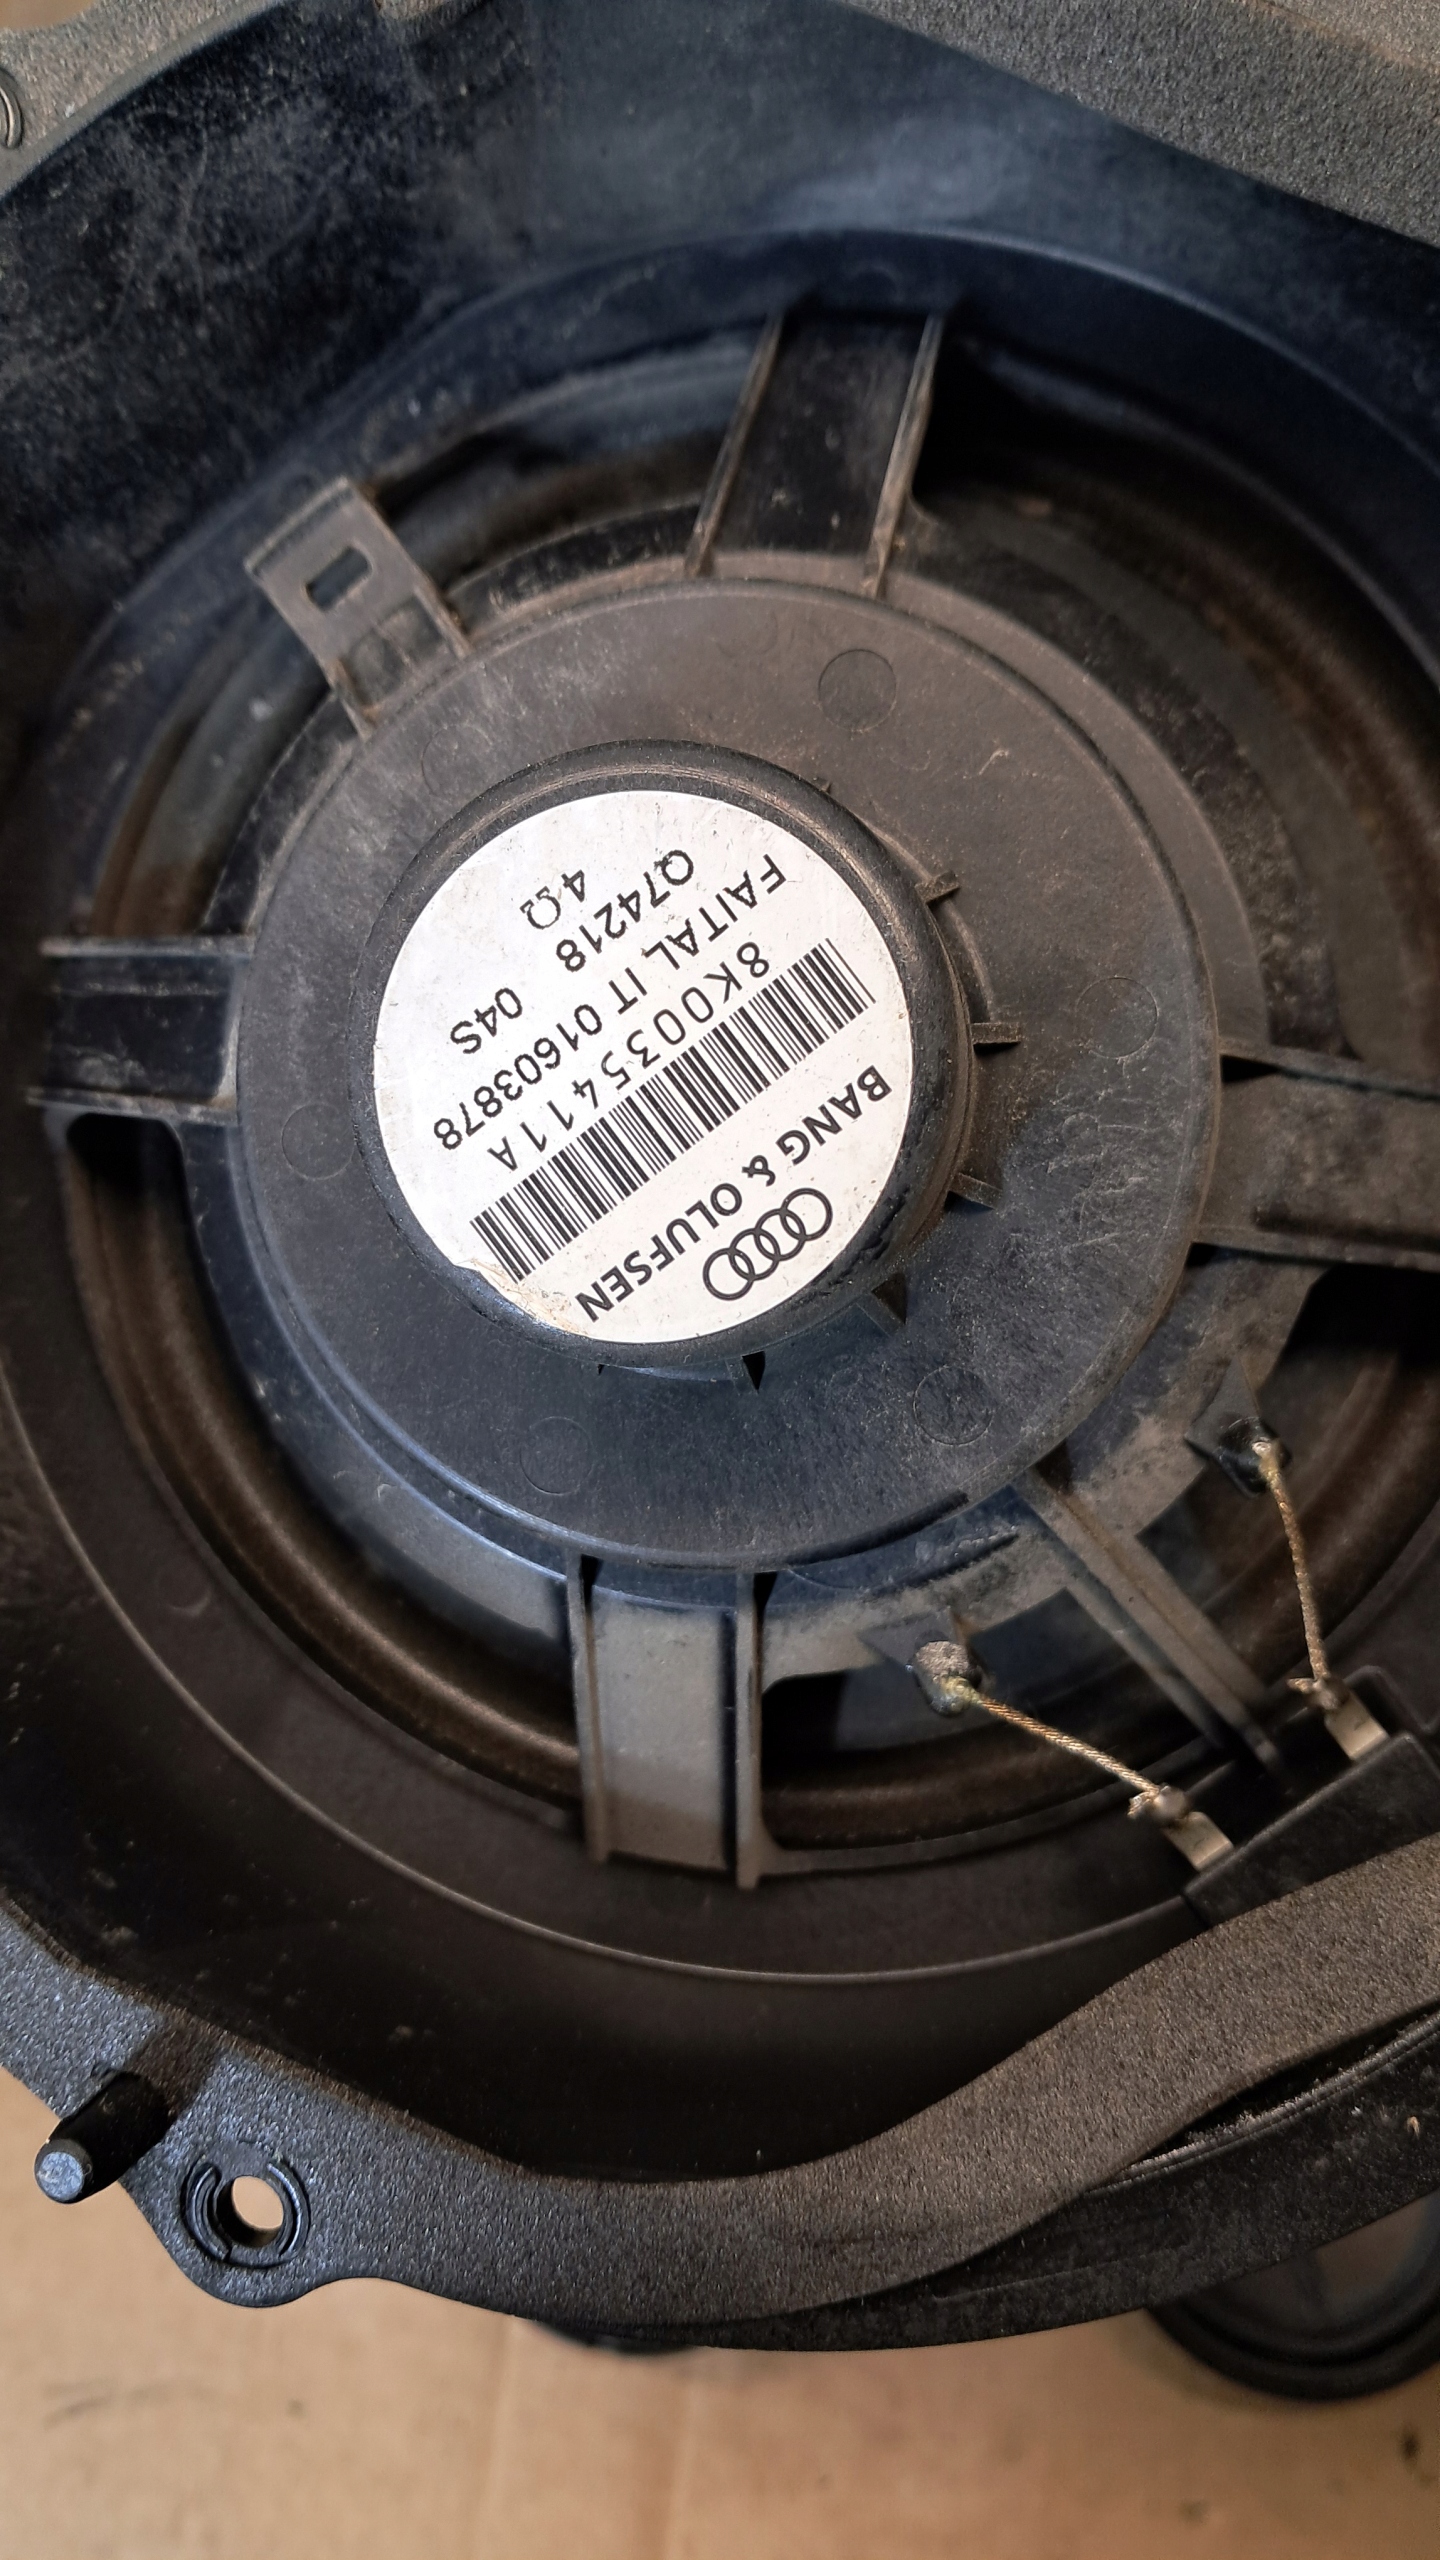 BANG & OLUFSEN
8K0035411A
FAITAL IT 01603878
Q74218 04S
4Ω